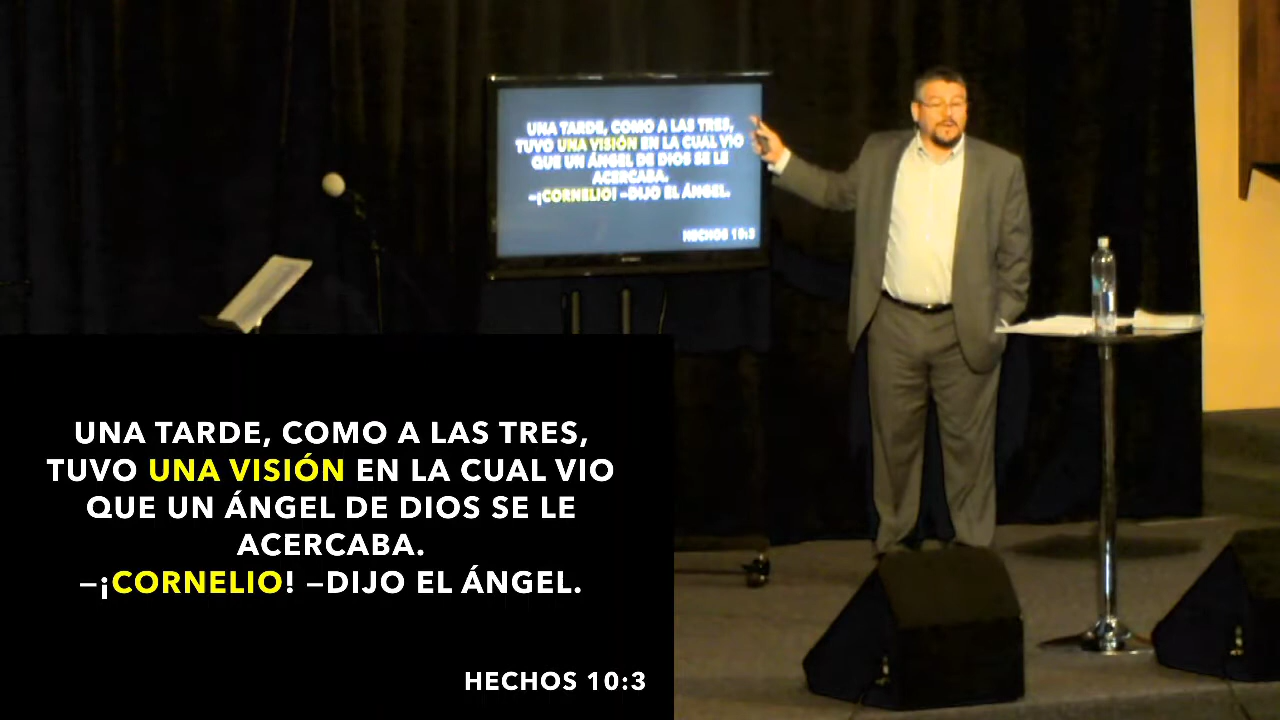 UNA TARDE, COMO A LAS TRES,
TUVO UNA VISIÓN EN LA CUAL VIO
QUE UN ÁNGEL DE DIOS SE LE
ACERCABA.
–¡CORNELIO! –DIJO EL ÁNGEL.
HECHOS 10:3
UNA TARDE, COMO A LAS TRES,
TUVO UNA VISIÓN EN LA CUAL VIO
QUE UN ÁNGEL DE DIOS SE LE
ACERCABA.
–¡CORNELIO! –DIJO EL ÁNGEL.
HECHOS 10:3